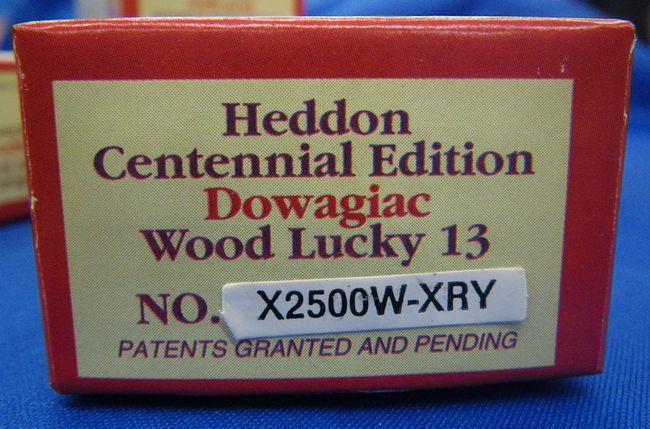 Heddon
Centennial Edition
Dowagiac
Wood Lucky 13
NO. X2500W-XRY
PATENTS GRANTED AND PENDING